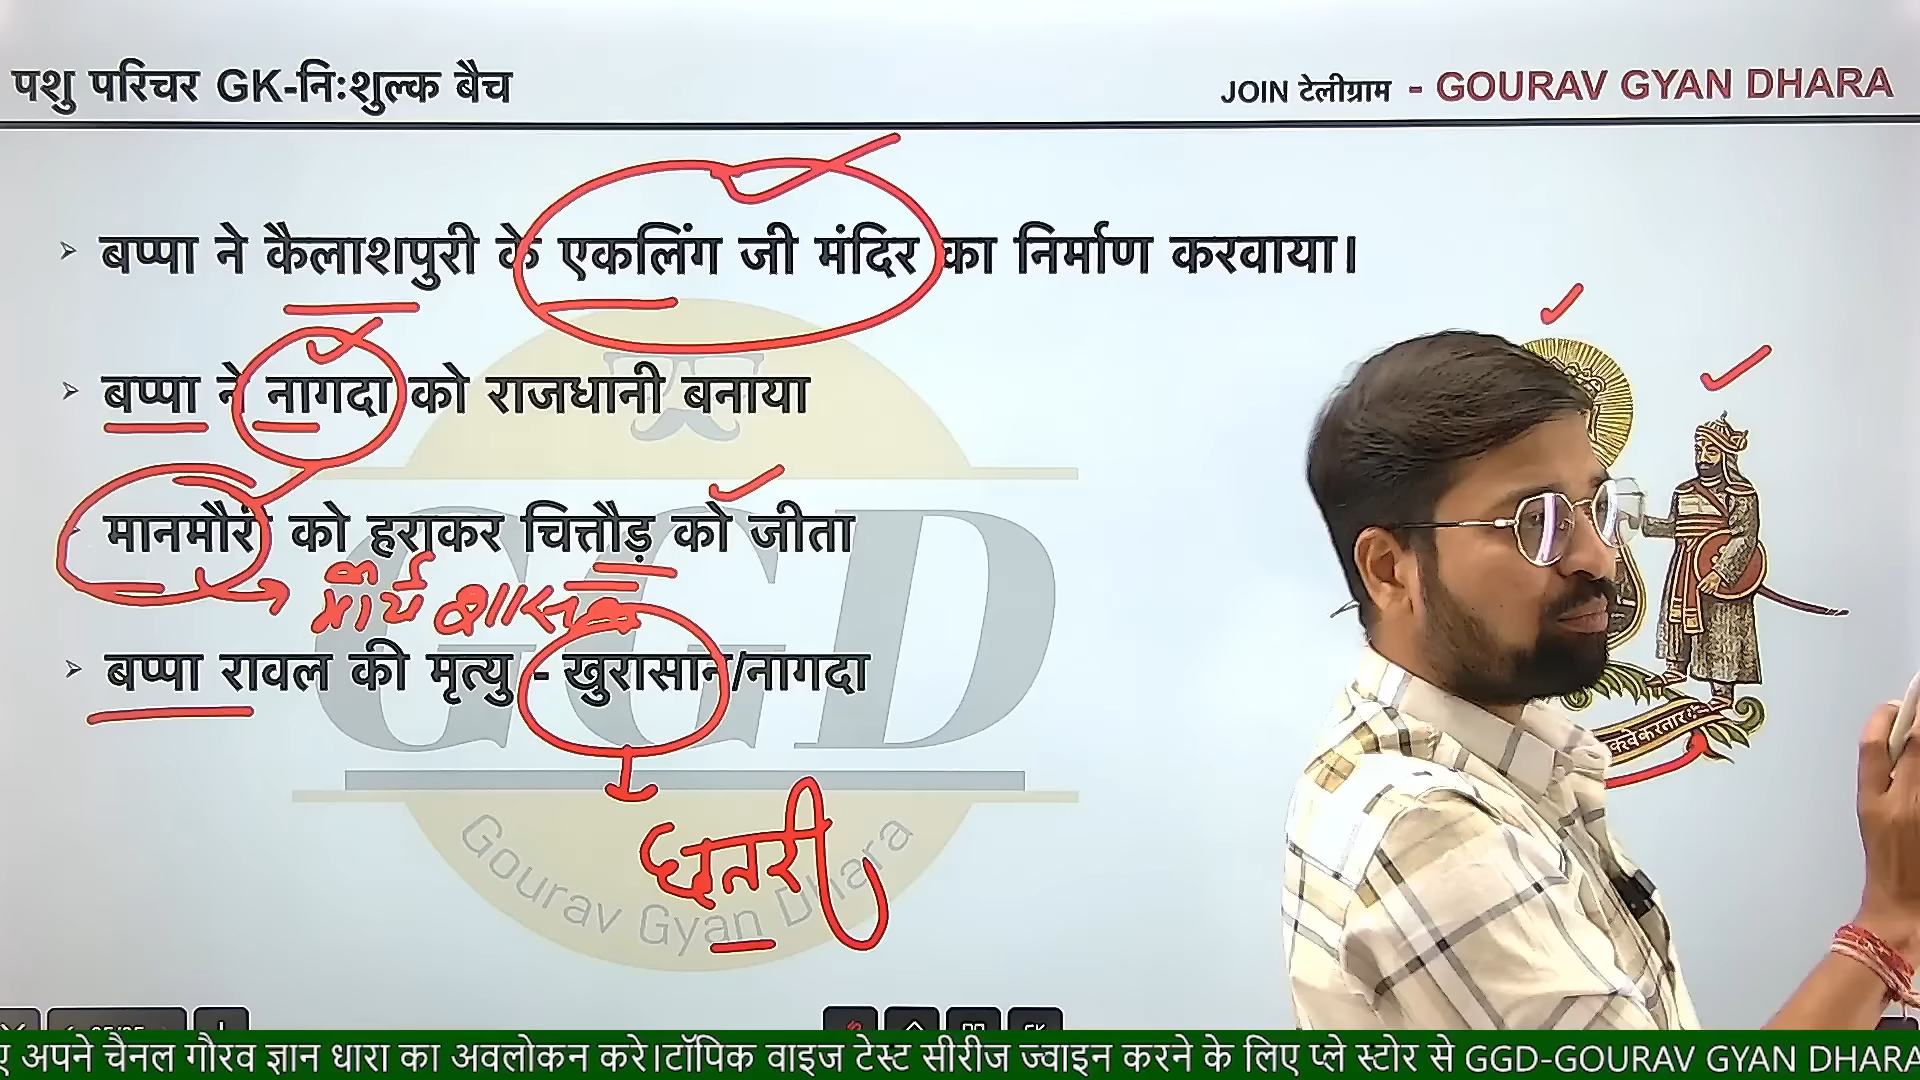 पशु परिचर GK-निःशुल्क बैच
JOIN टेलीग्राम - GOURAV GYAN DHARA
बप्पा ने कैलाशपुरी के एकलिंग जी मंदिर का निर्माण करवाया।
बप्पा ने नागदा को राजधानी बनाया
मानमौर्य को हराकर चित्तौड़ को जीता
मौर्य शासक
बप्पा रावल की मृत्यु - खुरासान/नागदा
छतरी
GGD
Gourav Gyan Dhara
अपने चैनल गौरव ज्ञान धारा का अवलोकन करे।टॉपिक वाइज टेस्ट सीरीज ज्वाइन करने के लिए प्ले स्टोर से GGD-GOURAV GYAN DHARA